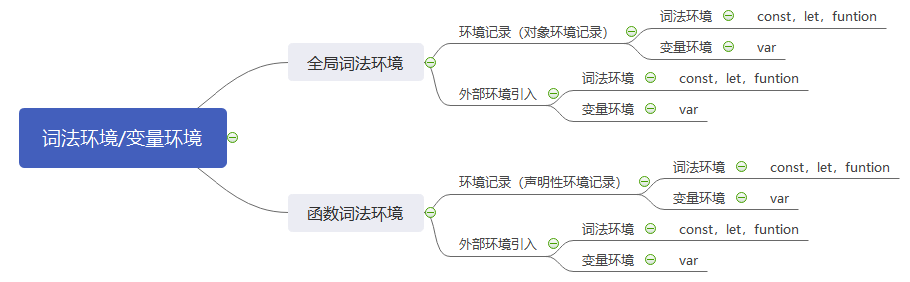 词法环境/变量环境
全局词法环境
环境记录（对象环境记录）
词法环境
const，let，funtion
变量环境
var
外部环境引入
词法环境
const，let，funtion
变量环境
var
函数词法环境
环境记录（声明性环境记录）
词法环境
const，let，funtion
变量环境
var
外部环境引入
词法环境
const，let，funtion
变量环境
var